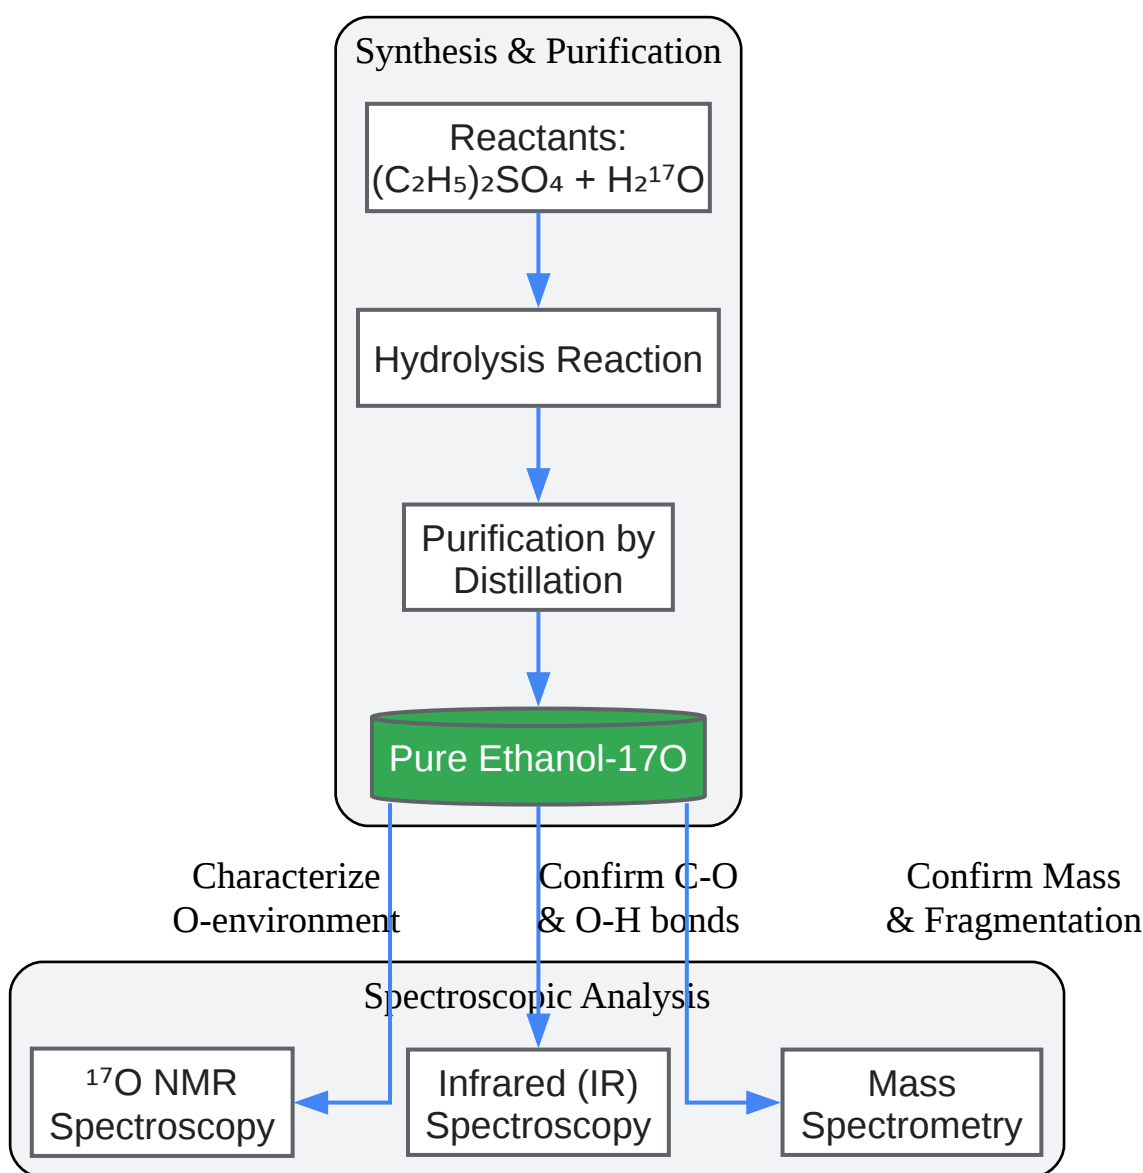 Synthesis & Purification
Reactants:
(C₂H₅)₂SO₄ + H₂¹⁷O
Hydrolysis Reaction
Purification by
Distillation
Pure Ethanol-17O
Characterize
O-environment
Confirm C-O
& O-H bonds
Confirm Mass
& Fragmentation
Spectroscopic Analysis
¹⁷O NMR
Spectroscopy
Infrared (IR)
Spectroscopy
Mass
Spectrometry